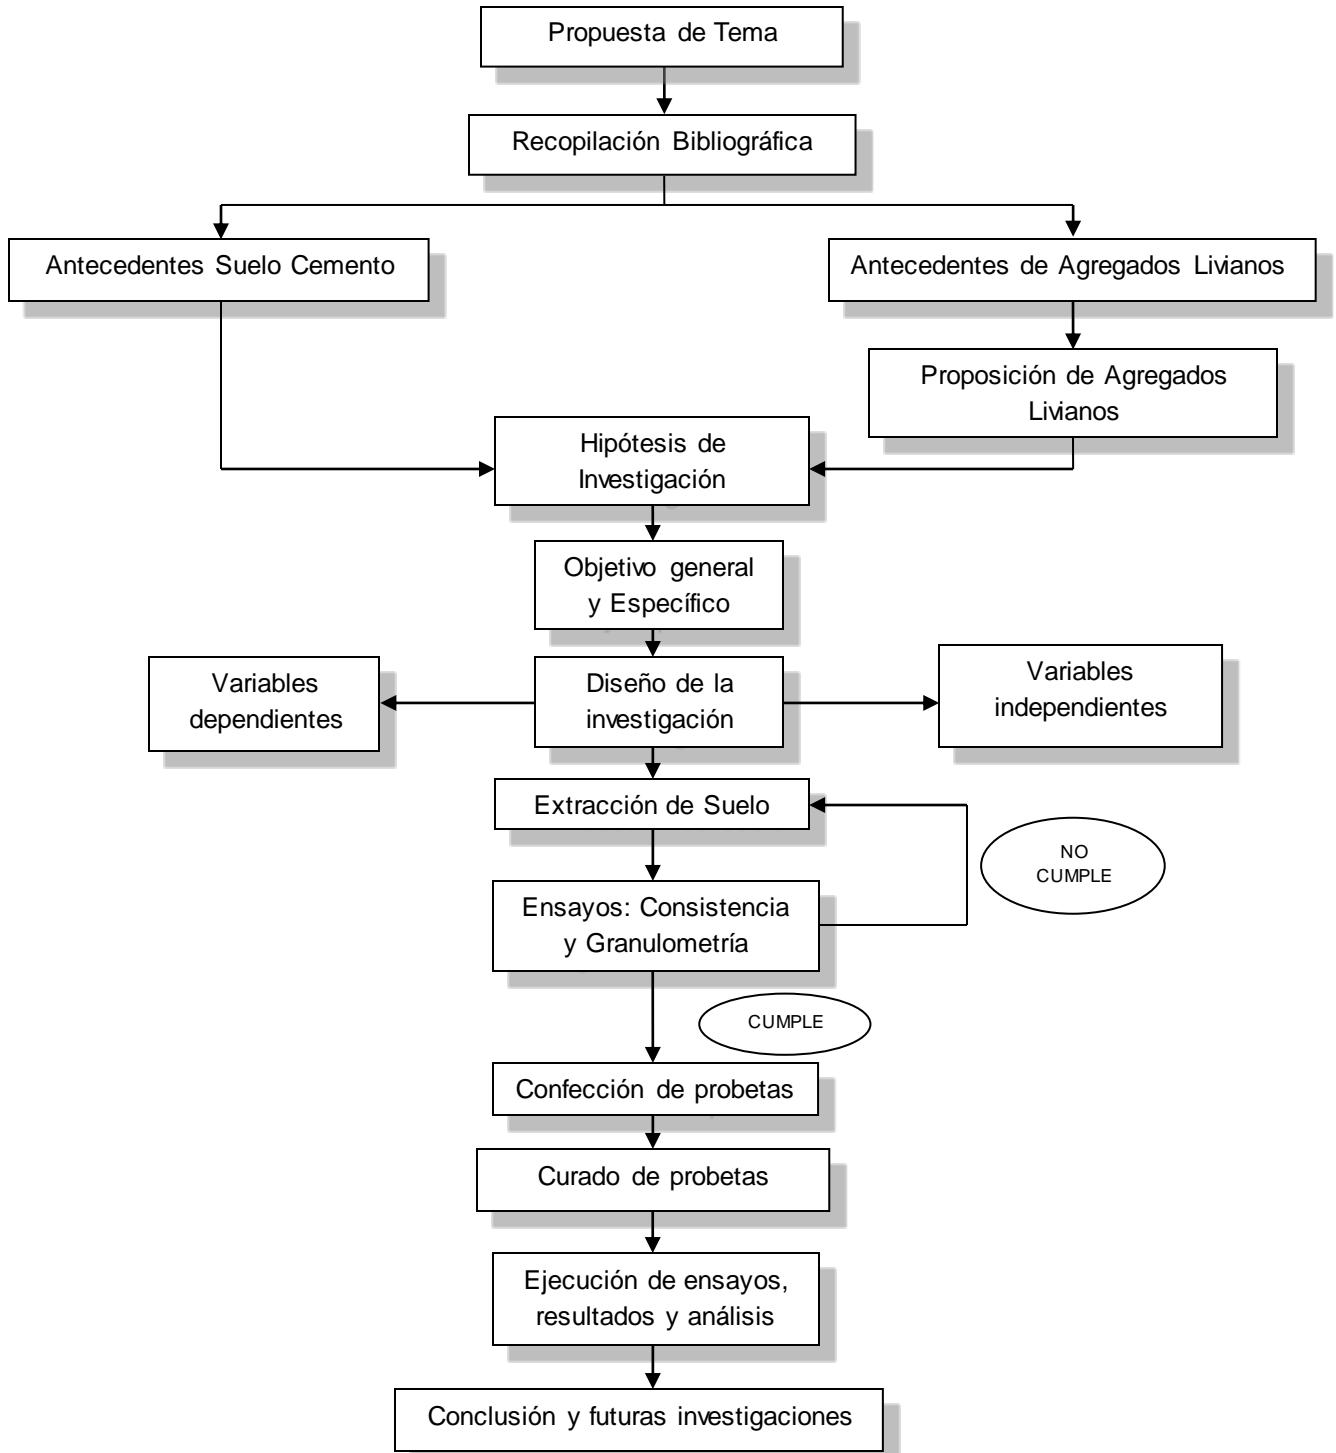 Propuesta de Tema
Recopilación Bibliográfica
Antecedentes Suelo Cemento
Antecedentes de Agregados Livianos
Proposición de Agregados
Livianos
Hipótesis de
Investigación
Objetivo general
y Específico
Variables
dependientes
Diseño de la
investigación
Variables
independientes
Extracción de Suelo
NO
CUMPLE
Ensayos: Consistencia
y Granulometría
CUMPLE
Confección de probetas
Curado de probetas
Ejecución de ensayos,
resultados y análisis
Conclusión y futuras investigaciones